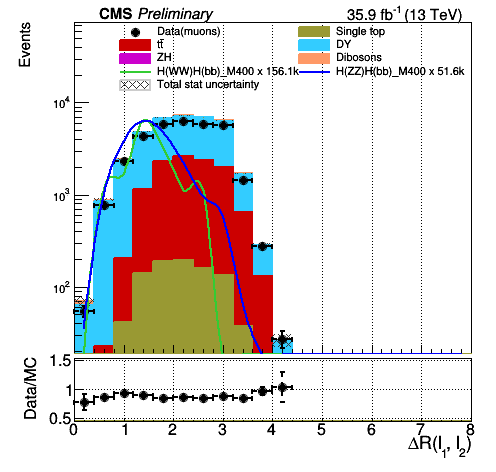 CMS Preliminary 35.9 fb⁻¹ (13 TeV)
Data(muons) Single top
tt̄ DY
ZH Dibosons
H(WW)H(bb)_M400 x 156.1k H(ZZ)H(bb)_M400 x 51.6k
Total stat uncertainty
Events
10⁴
10³
10²
Data/MC
1.5
1
0.5
0 1 2 3 4 5 6 7 8
ΔR(l₁, l₂)